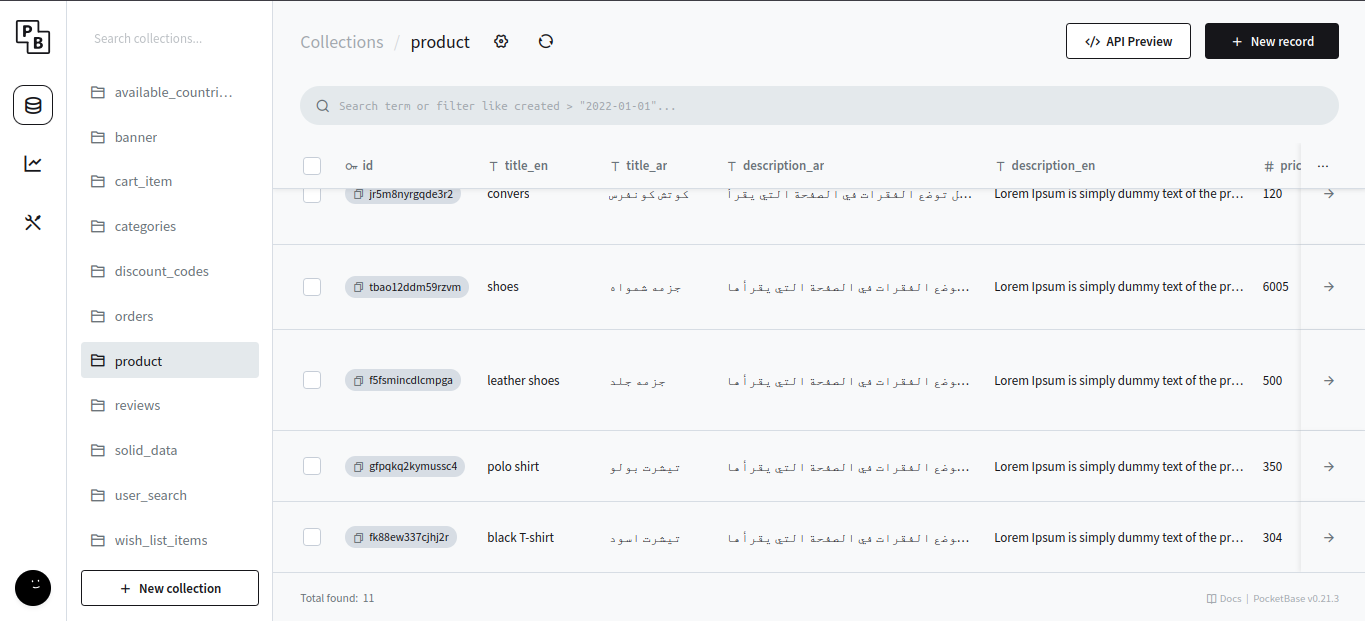 PB
Search collections...
available_countri...
banner
cart_item
categories
discount_codes
orders
product
reviews
solid_data
user_search
wish_list_items
+ New collection
Collections / product
</> API Preview
+ New record
Search term or filter like created > "2022-01-01"...
id title_en title_ar description_ar description_en # pric ...
jr5m8nyrgqde3r2 convers كوتش كونفرس ل توضع الفقرات في الصفحة التي يقرأ... Lorem Ipsum is simply dummy text of the pr... 120
tbao12ddm59rzvm shoes جزمه شمواه وضع الفقرات في الصفحة التي يقرأها... Lorem Ipsum is simply dummy text of the pr... 6005
f5fsmincdlcmpga leather shoes جزمه جلد وضع الفقرات في الصفحة التي يقرأها... Lorem Ipsum is simply dummy text of the pr... 500
gfpqkq2kymussc4 polo shirt تيشرت بولو وضع الفقرات في الصفحة التي يقرأها... Lorem Ipsum is simply dummy text of the pr... 350
fk88ew337cjhj2r black T-shirt تيشرت اسود وضع الفقرات في الصفحة التي يقرأها... Lorem Ipsum is simply dummy text of the pr... 304
Total found: 11
Docs | PocketBase v0.21.3